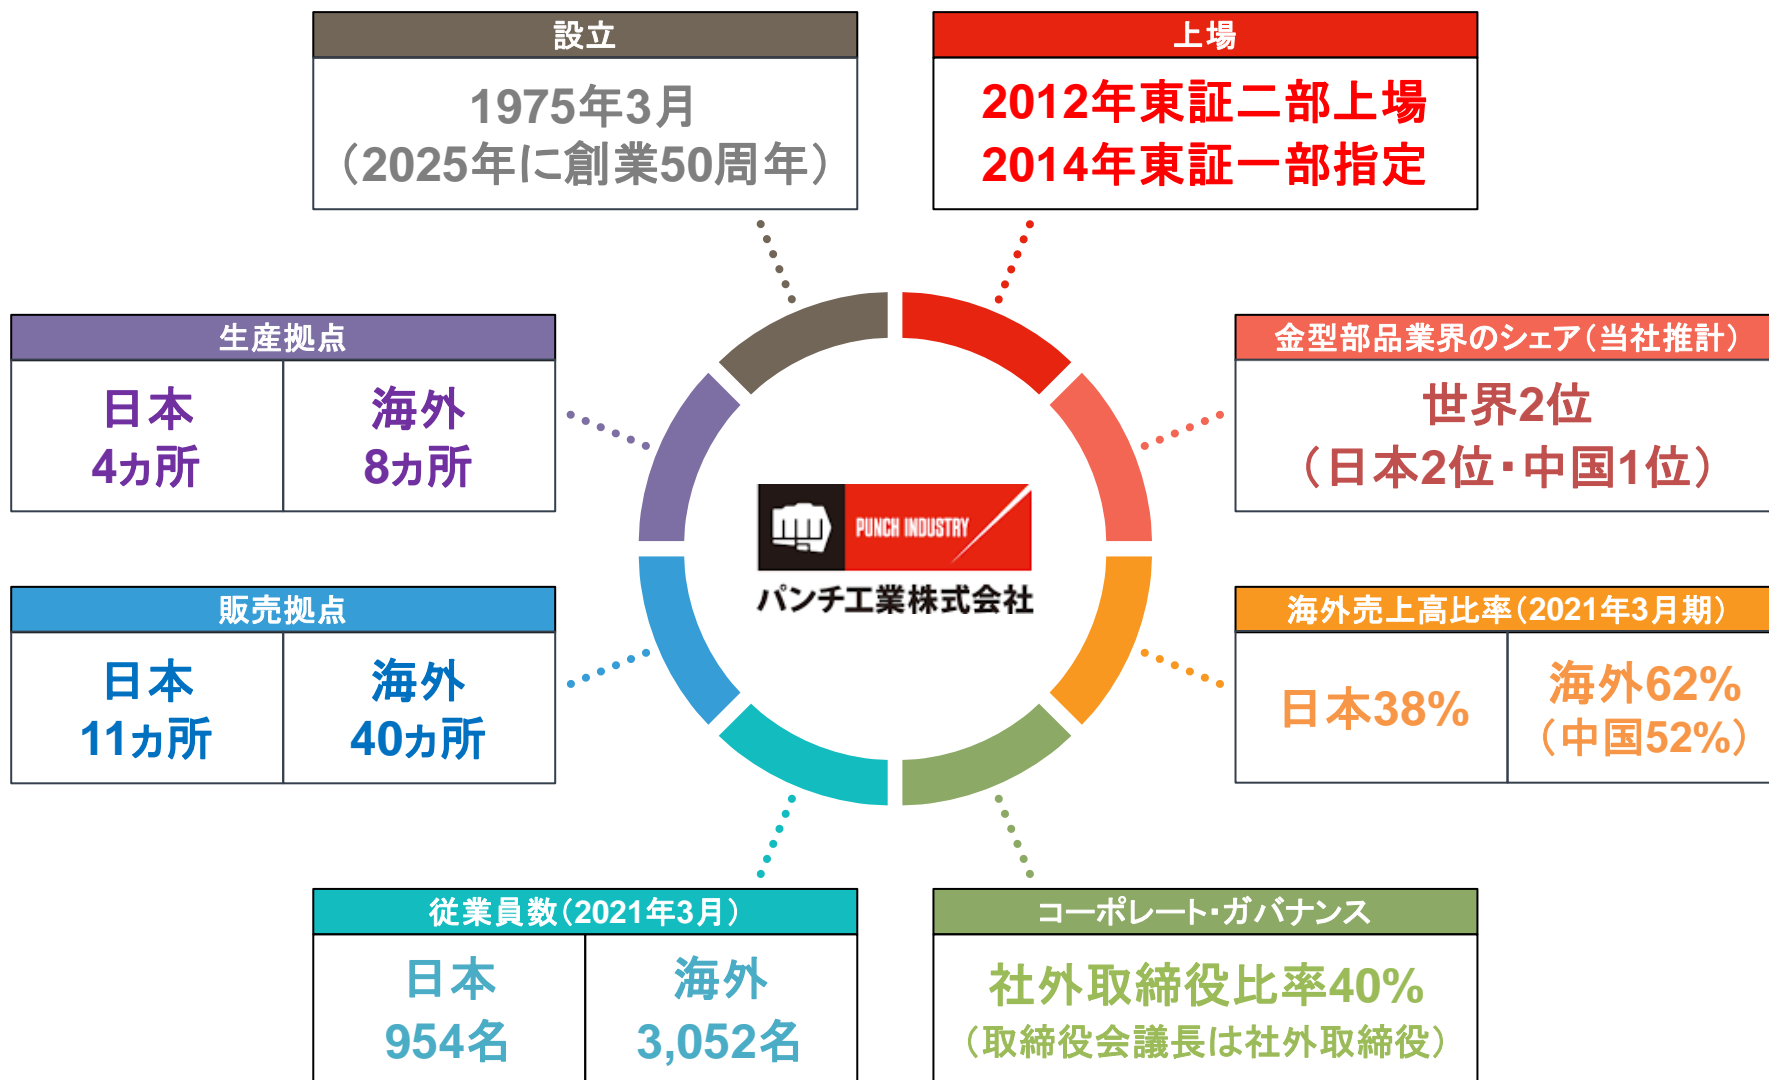 設立
1975年3月
（2025年に創業50周年）
上場
2012年東証二部上場
2014年東証一部指定
生産拠点
日本
4ヵ所
海外
8ヵ所
金型部品業界のシェア（当社推計）
世界2位
（日本2位・中国1位）
PUNCH INDUSTRY
パンチ工業株式会社
販売拠点
日本
11ヵ所
海外
40ヵ所
海外売上高比率（2021年3月期）
日本38%
海外62%
（中国52%）
従業員数（2021年3月）
日本
954名
海外
3,052名
コーポレート・ガバナンス
社外取締役比率40%
（取締役会議長は社外取締役）